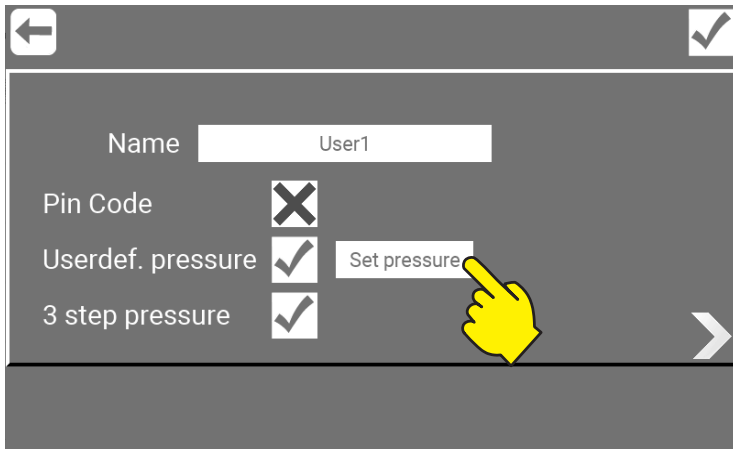 Name User1
Pin Code
Userdef. pressure Set pressure
3 step pressure